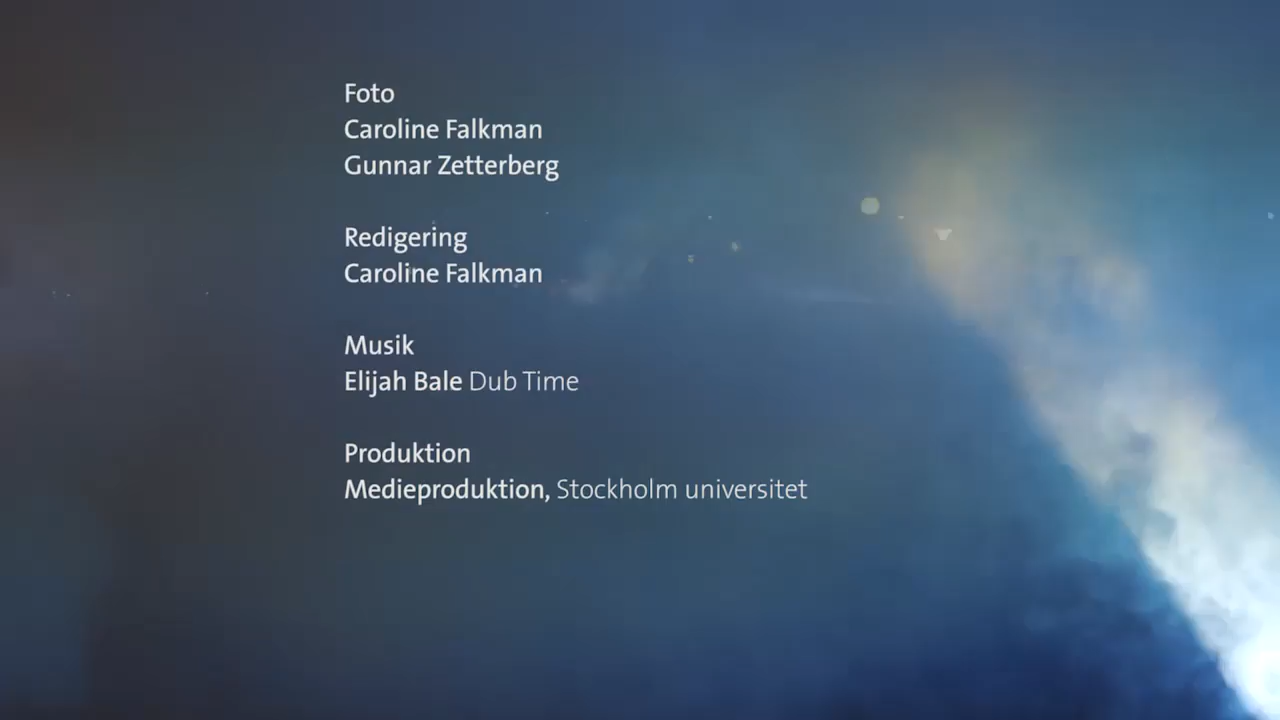 Foto
Caroline Falkman
Gunnar Zetterberg
Redigering
Caroline Falkman
Musik
Elijah Bale Dub Time
Produktion
Medieproduktion, Stockholm universitet